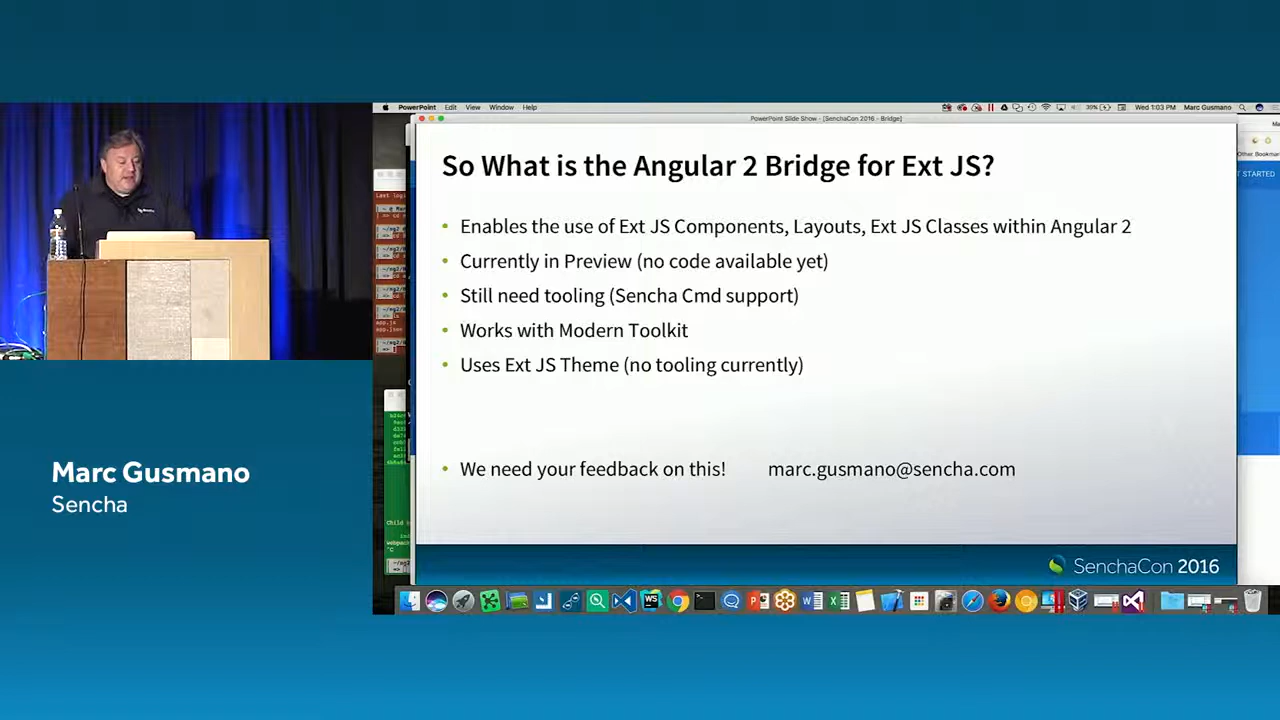 PowerPoint Edit View Window Help
39% Wed 1:03 PM Marc Gusmano
PowerPoint Slide Show - [SenchaCon 2016 - Bridge]
So What is the Angular 2 Bridge for Ext JS?
• Enables the use of Ext JS Components, Layouts, Ext JS Classes within Angular 2
• Currently in Preview (no code available yet)
• Still need tooling (Sencha Cmd support)
• Works with Modern Toolkit
• Uses Ext JS Theme (no tooling currently)
• We need your feedback on this! marc.gusmano@sencha.com
SenchaCon 2016
Marc Gusmano
Sencha